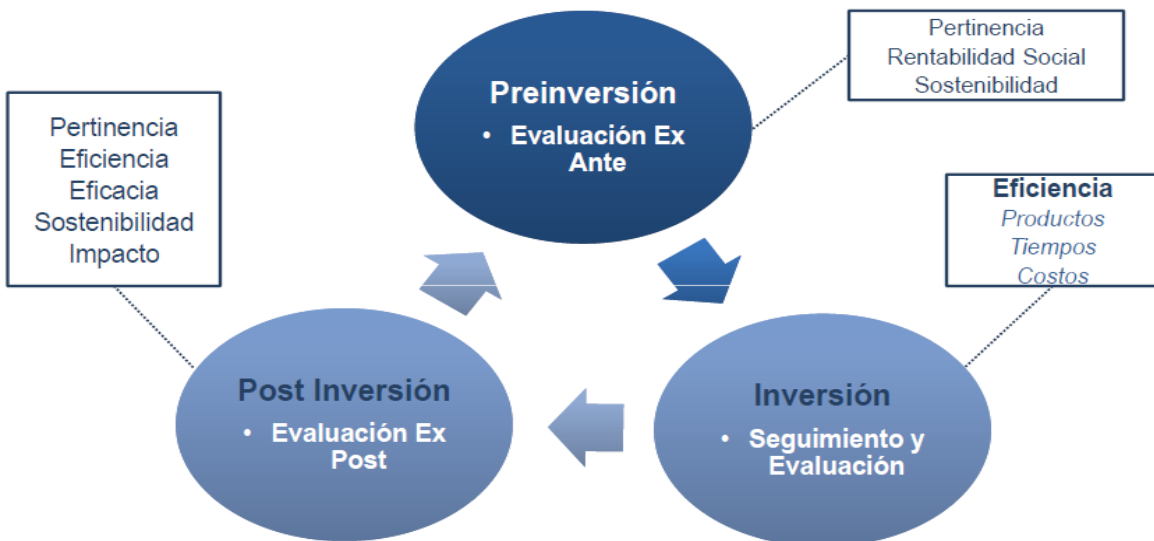 Preinversión
• Evaluación Ex
Ante
Pertinencia
Rentabilidad Social
Sostenibilidad
Inversión
• Seguimiento y
Evaluación
Eficiencia
Productos
Tiempos
Costos
Post Inversión
• Evaluación Ex
Post
Pertinencia
Eficiencia
Eficacia
Sostenibilidad
Impacto